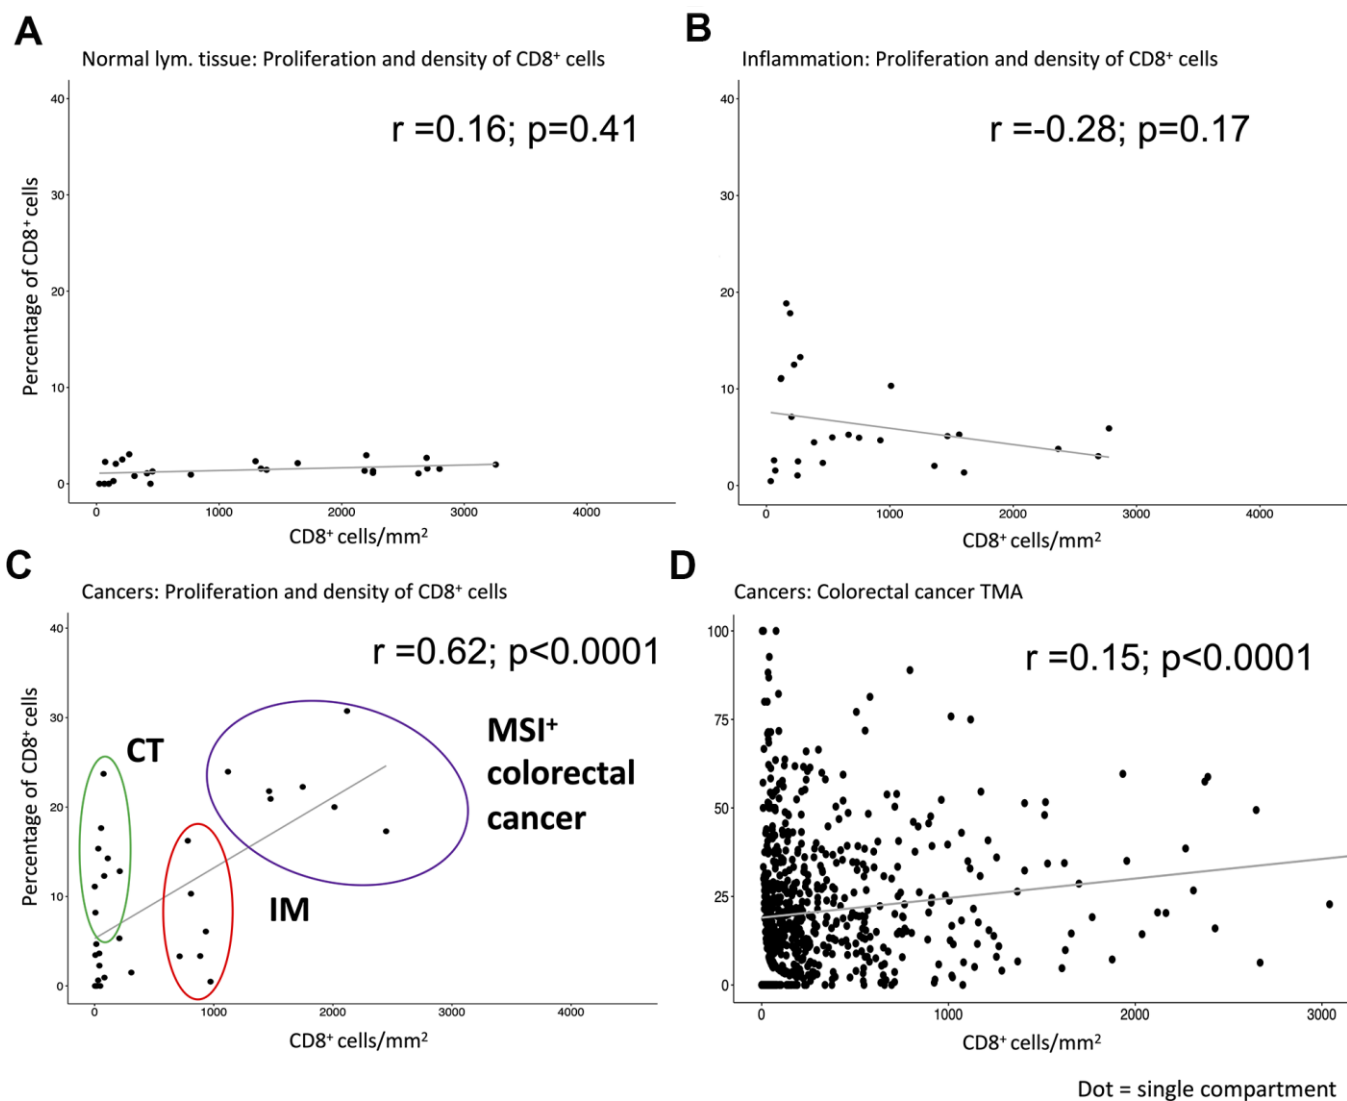 A
Normal lym. tissue: Proliferation and density of CD8⁺ cells
r =0.16; p=0.41
Percentage of CD8⁺ cells
40
30
20
10
0
0 1000 2000 3000 4000
CD8⁺ cells/mm²
B
Inflammation: Proliferation and density of CD8⁺ cells
r =-0.28; p=0.17
40
30
20
10
0
0 1000 2000 3000 4000
CD8⁺ cells/mm²
C
Cancers: Proliferation and density of CD8⁺ cells
r =0.62; p<0.0001
Percentage of CD8⁺ cells
40
30
20
10
0
CT
IM
MSI⁺
colorectal
cancer
0 1000 2000 3000 4000
CD8⁺ cells/mm²
D
Cancers: Colorectal cancer TMA
r =0.15; p<0.0001
100
75
50
25
0
0 1000 2000 3000
CD8⁺ cells/mm²
Dot = single compartment